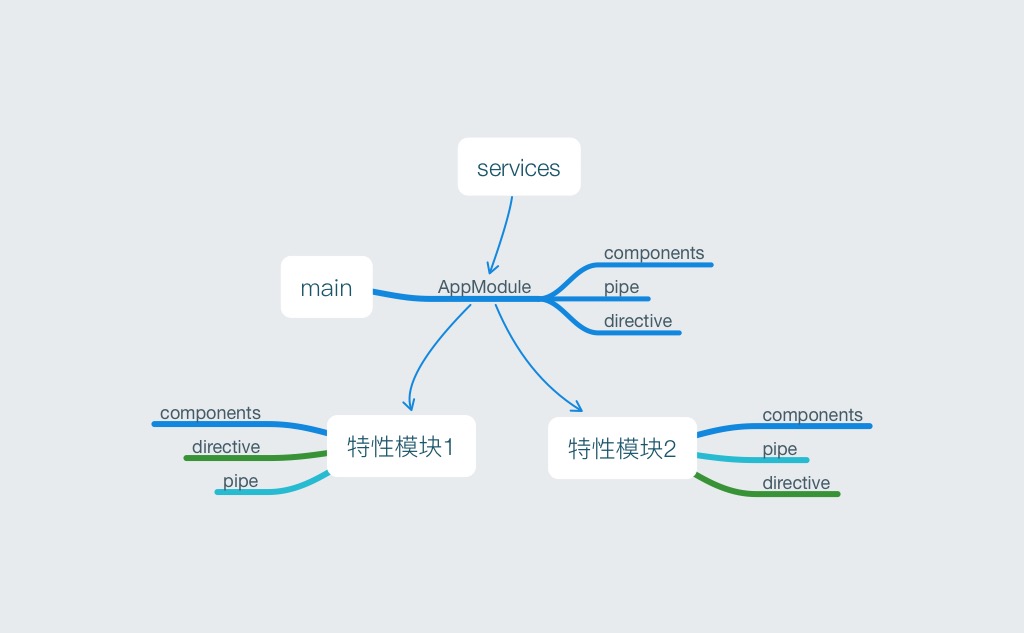 services
main
AppModule
components
pipe
directive
components
directive
pipe
特性模块1
特性模块2
components
pipe
directive